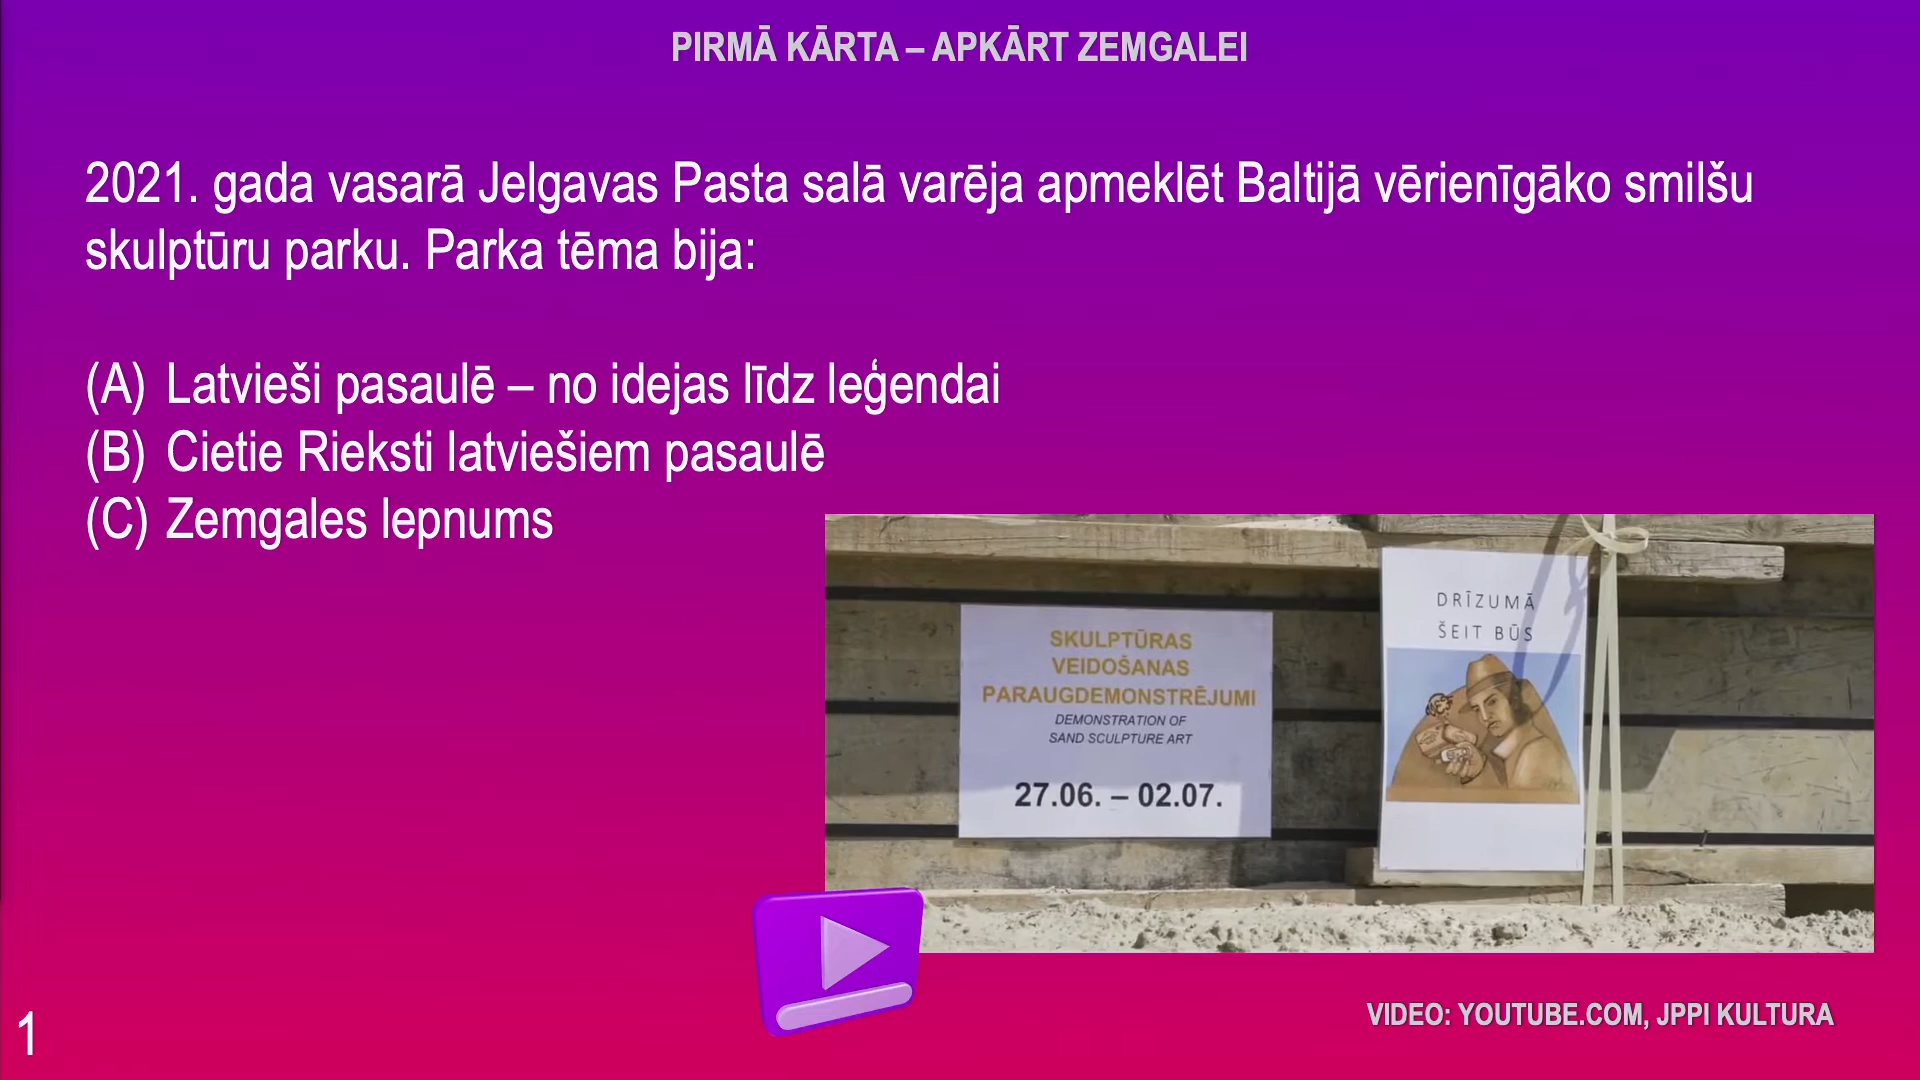 PIRMĀ KĀRTA – APKĀRT ZEMGALEI
2021. gada vasarā Jelgavas Pasta salā varēja apmeklēt Baltijā vērienīgāko smilšu
skulptūru parku. Parka tēma bija:
(A) Latvieši pasaulē – no idejas līdz leģendai
(B) Cietie Rieksti latviešiem pasaulē
(C) Zemgales lepnums
SKULPTŪRAS
VEIDOŠANAS
PARAUGDEMONSTRĒJUMI
DEMONSTRATION OF
SAND SCULPTURE ART
27.06. – 02.07.
DRĪZUMĀ
ŠEIT BŪS
VIDEO: YOUTUBE.COM, JPPI KULTURA
1